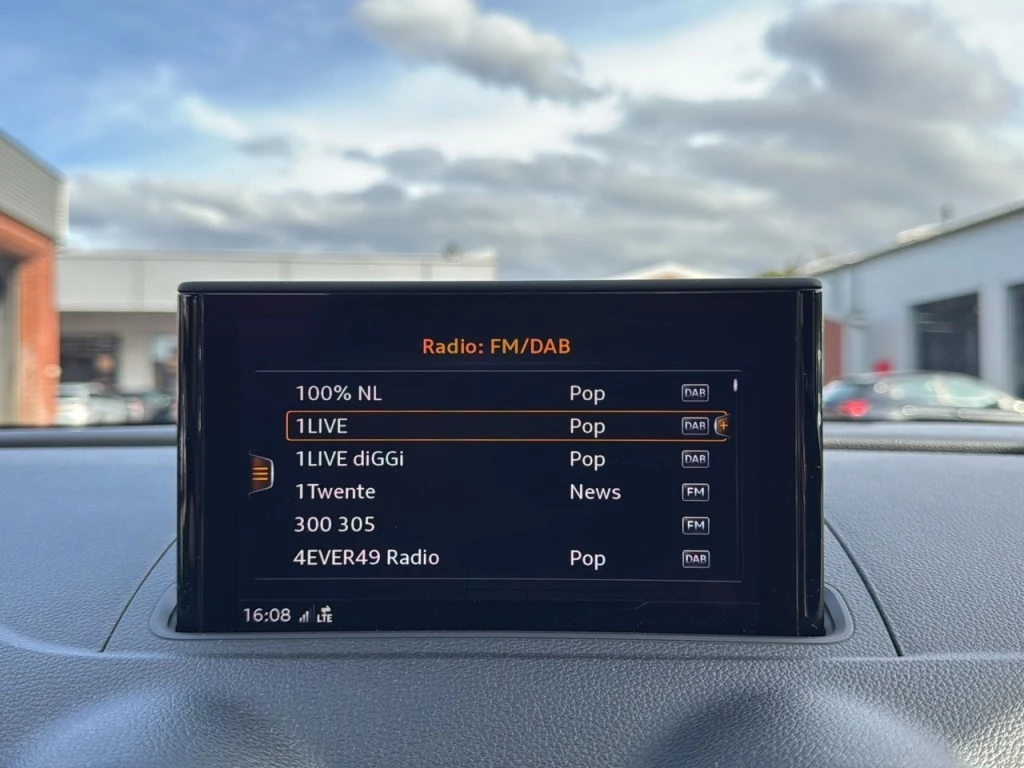 Radio: FM/DAB
100% NL Pop DAB
1LIVE Pop DAB
1LIVE diGGi Pop DAB
1Twente News FM
300 305 FM
4EVER49 Radio Pop DAB
16:08 LTE